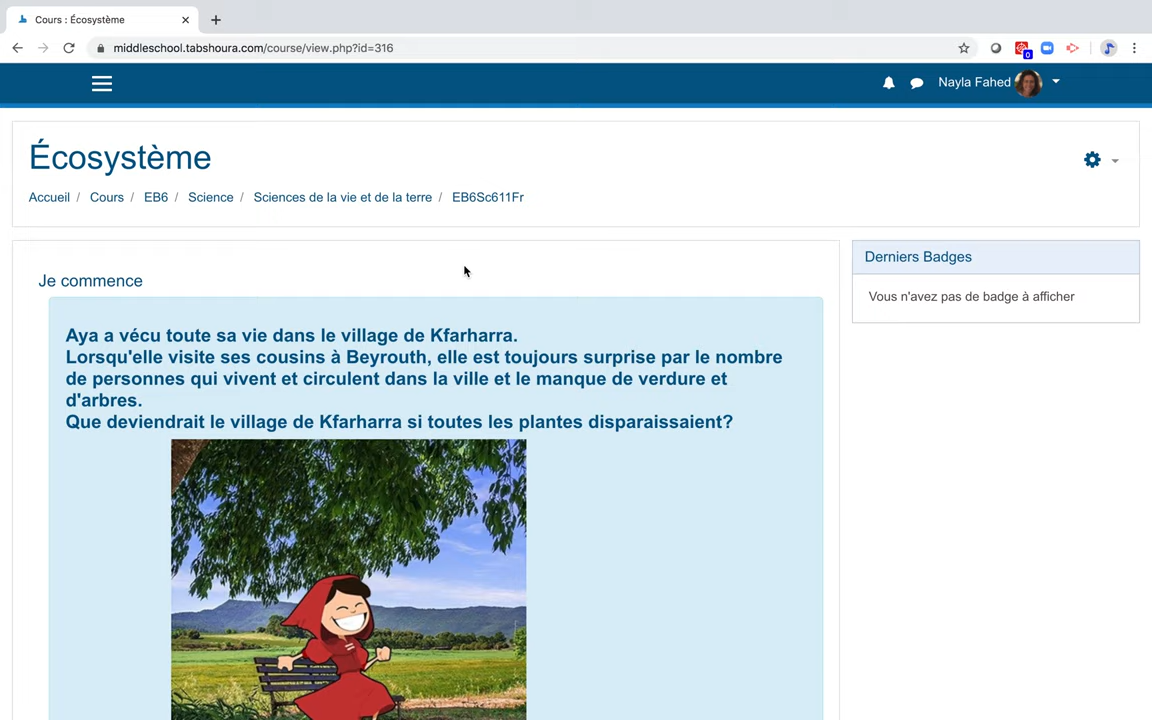 Cours : Écosystème
middleschool.tabshoura.com/course/view.php?id=316
0
Nayla Fahed
Écosystème
Accueil / Cours / EB6 / Science / Sciences de la vie et de la terre / EB6Sc611Fr
Je commence
Aya a vécu toute sa vie dans le village de Kfarharra.
Lorsqu'elle visite ses cousins à Beyrouth, elle est toujours surprise par le nombre
de personnes qui vivent et circulent dans la ville et le manque de verdure et
d'arbres.
Que deviendrait le village de Kfarharra si toutes les plantes disparaissaient?
Derniers Badges
Vous n'avez pas de badge à afficher